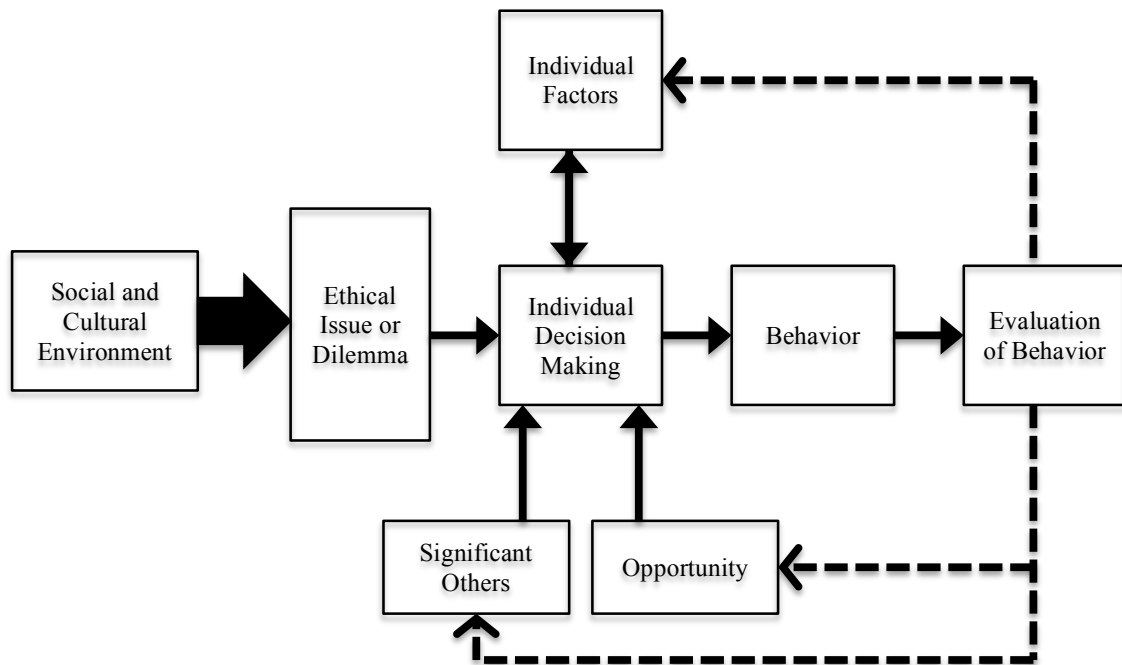 Individual
Factors
Social and
Cultural
Environment
Ethical
Issue or
Dilemma
Individual
Decision
Making
Behavior
Evaluation
of Behavior
Significant
Others
Opportunity